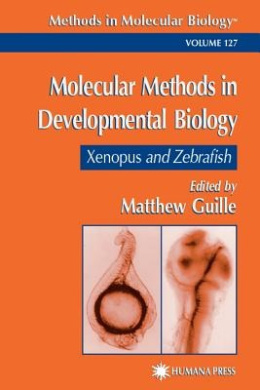 Methods in Molecular Biology™
VOLUME 127
Molecular Methods in
Developmental Biology
Xenopus and Zebrafish
Edited by
Matthew Guille
HUMANA PRESS